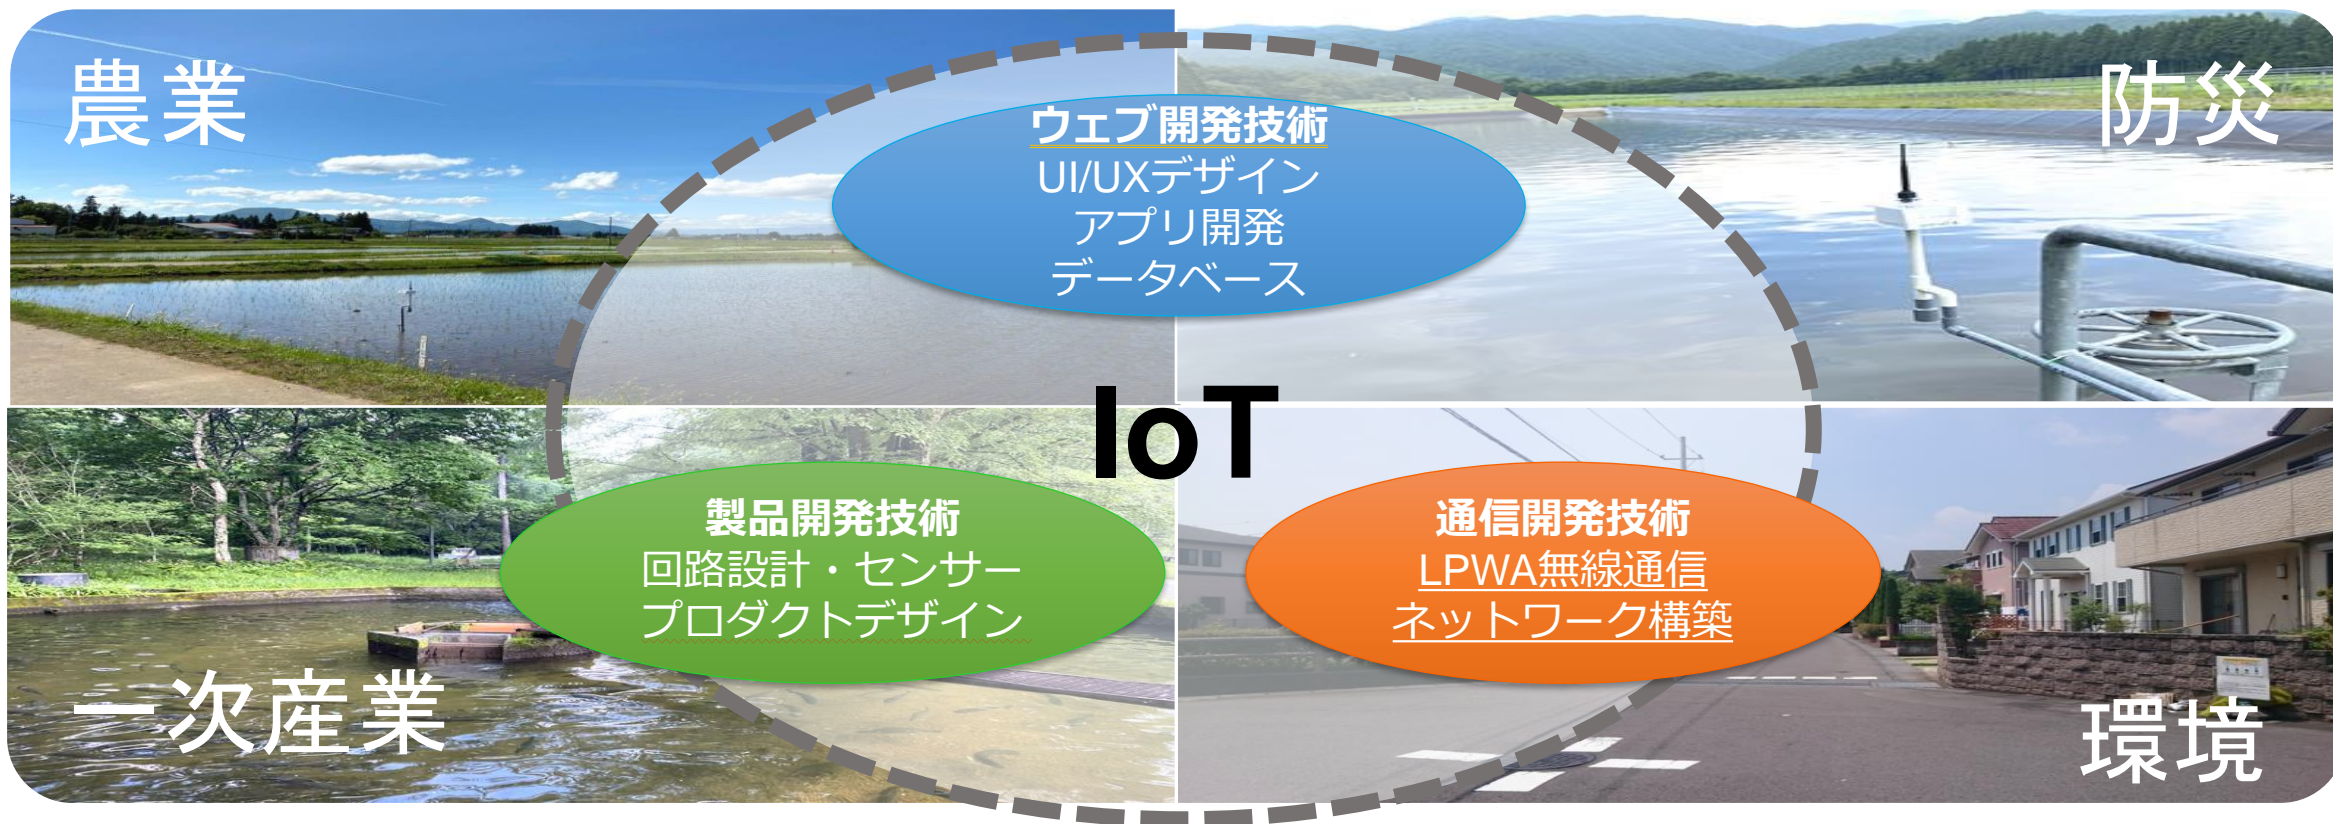 農業
防災
ウェブ開発技術
UI/UXデザイン
アプリ開発
データベース
IoT
製品開発技術
回路設計・センサー
プロダクトデザイン
通信開発技術
LPWA無線通信
ネットワーク構築
一次産業
環境